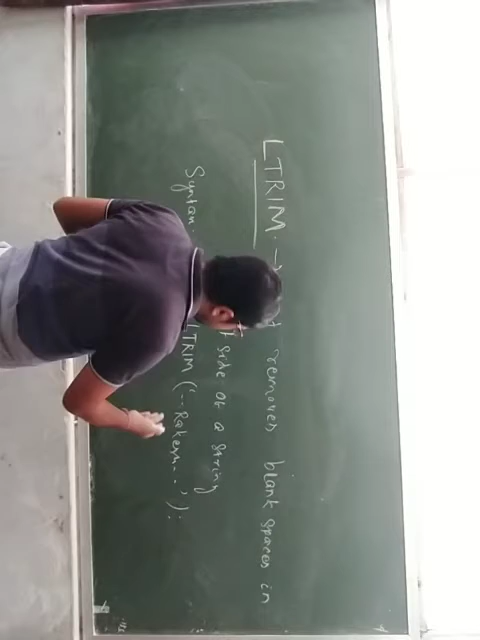 LTRIM → removes blank spaces in
side of a string
Syntax LTRIM('--Rakesh--');